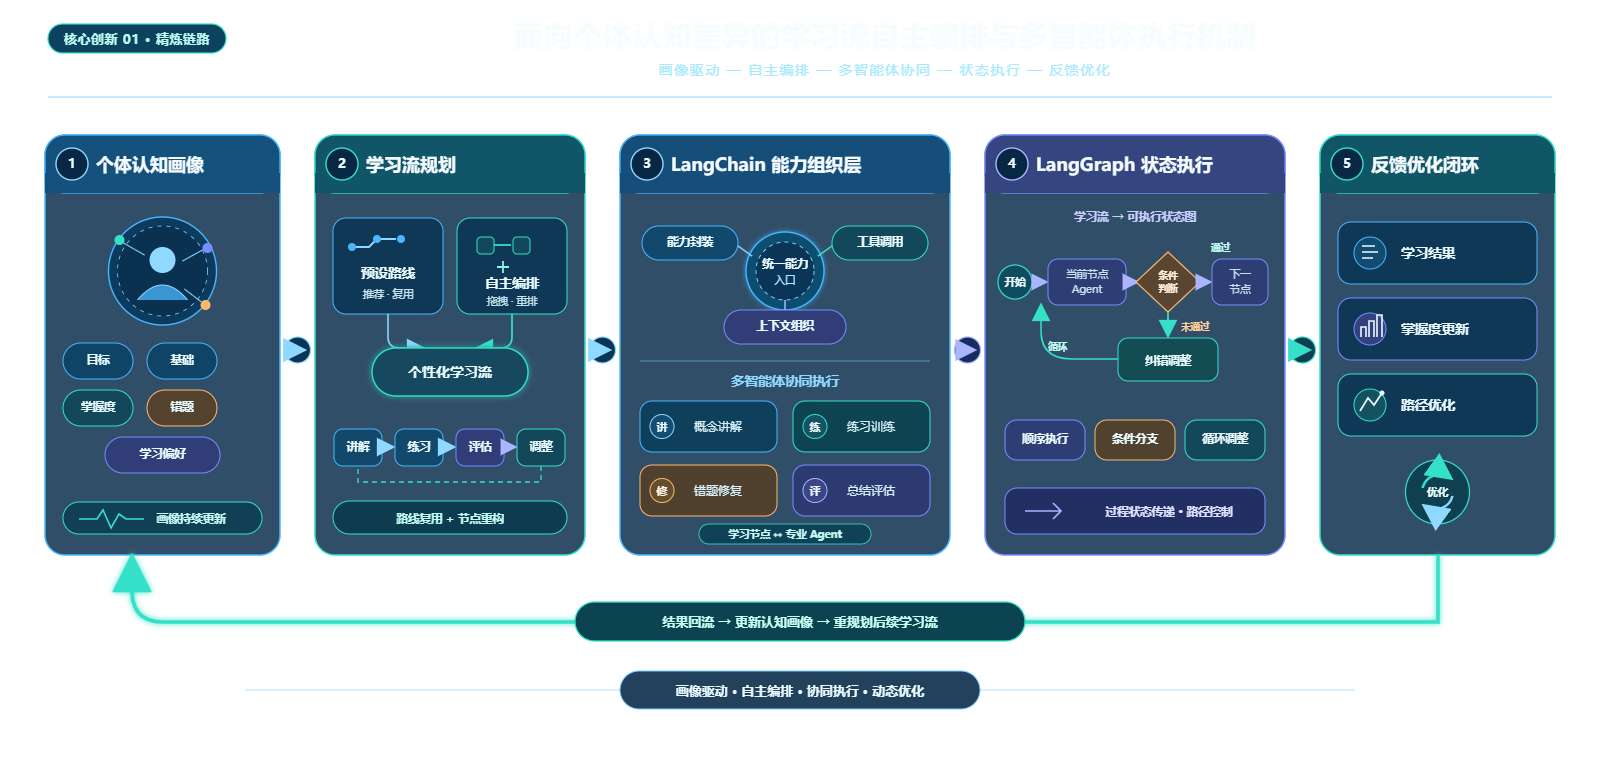 核心创新 01 • 精炼链路
面向个体认知差异的学习流自主编排与多智能体执行机制
画像驱动 — 自主编排 — 多智能体协同 — 状态执行 — 反馈优化
1 个体认知画像
目标
基础
掌握度
错题
学习偏好
画像持续更新
2 学习流规划
预设路线
推荐 · 复用
自主编排
拖拽 · 重排
个性化学习流
讲解
练习
评估
调整
路线复用 + 节点重构
3 LangChain 能力组织层
能力封装
统一能力
入口
工具调用
上下文组织
多智能体协同执行
讲 概念讲解
练 练习训练
修 错题修复
评 总结评估
学习节点 ↔ 专业 Agent
4 LangGraph 状态执行
学习流 → 可执行状态图
通过
开始
当前节点
Agent
条件
判断
下一
节点
未通过
循环
纠错调整
顺序执行
条件分支
循环调整
过程状态传递 • 路径控制
5 反馈优化闭环
学习结果
掌握度更新
路径优化
优化
结果回流 → 更新认知画像 → 重规划后续学习流
画像驱动 • 自主编排 • 协同执行 • 动态优化